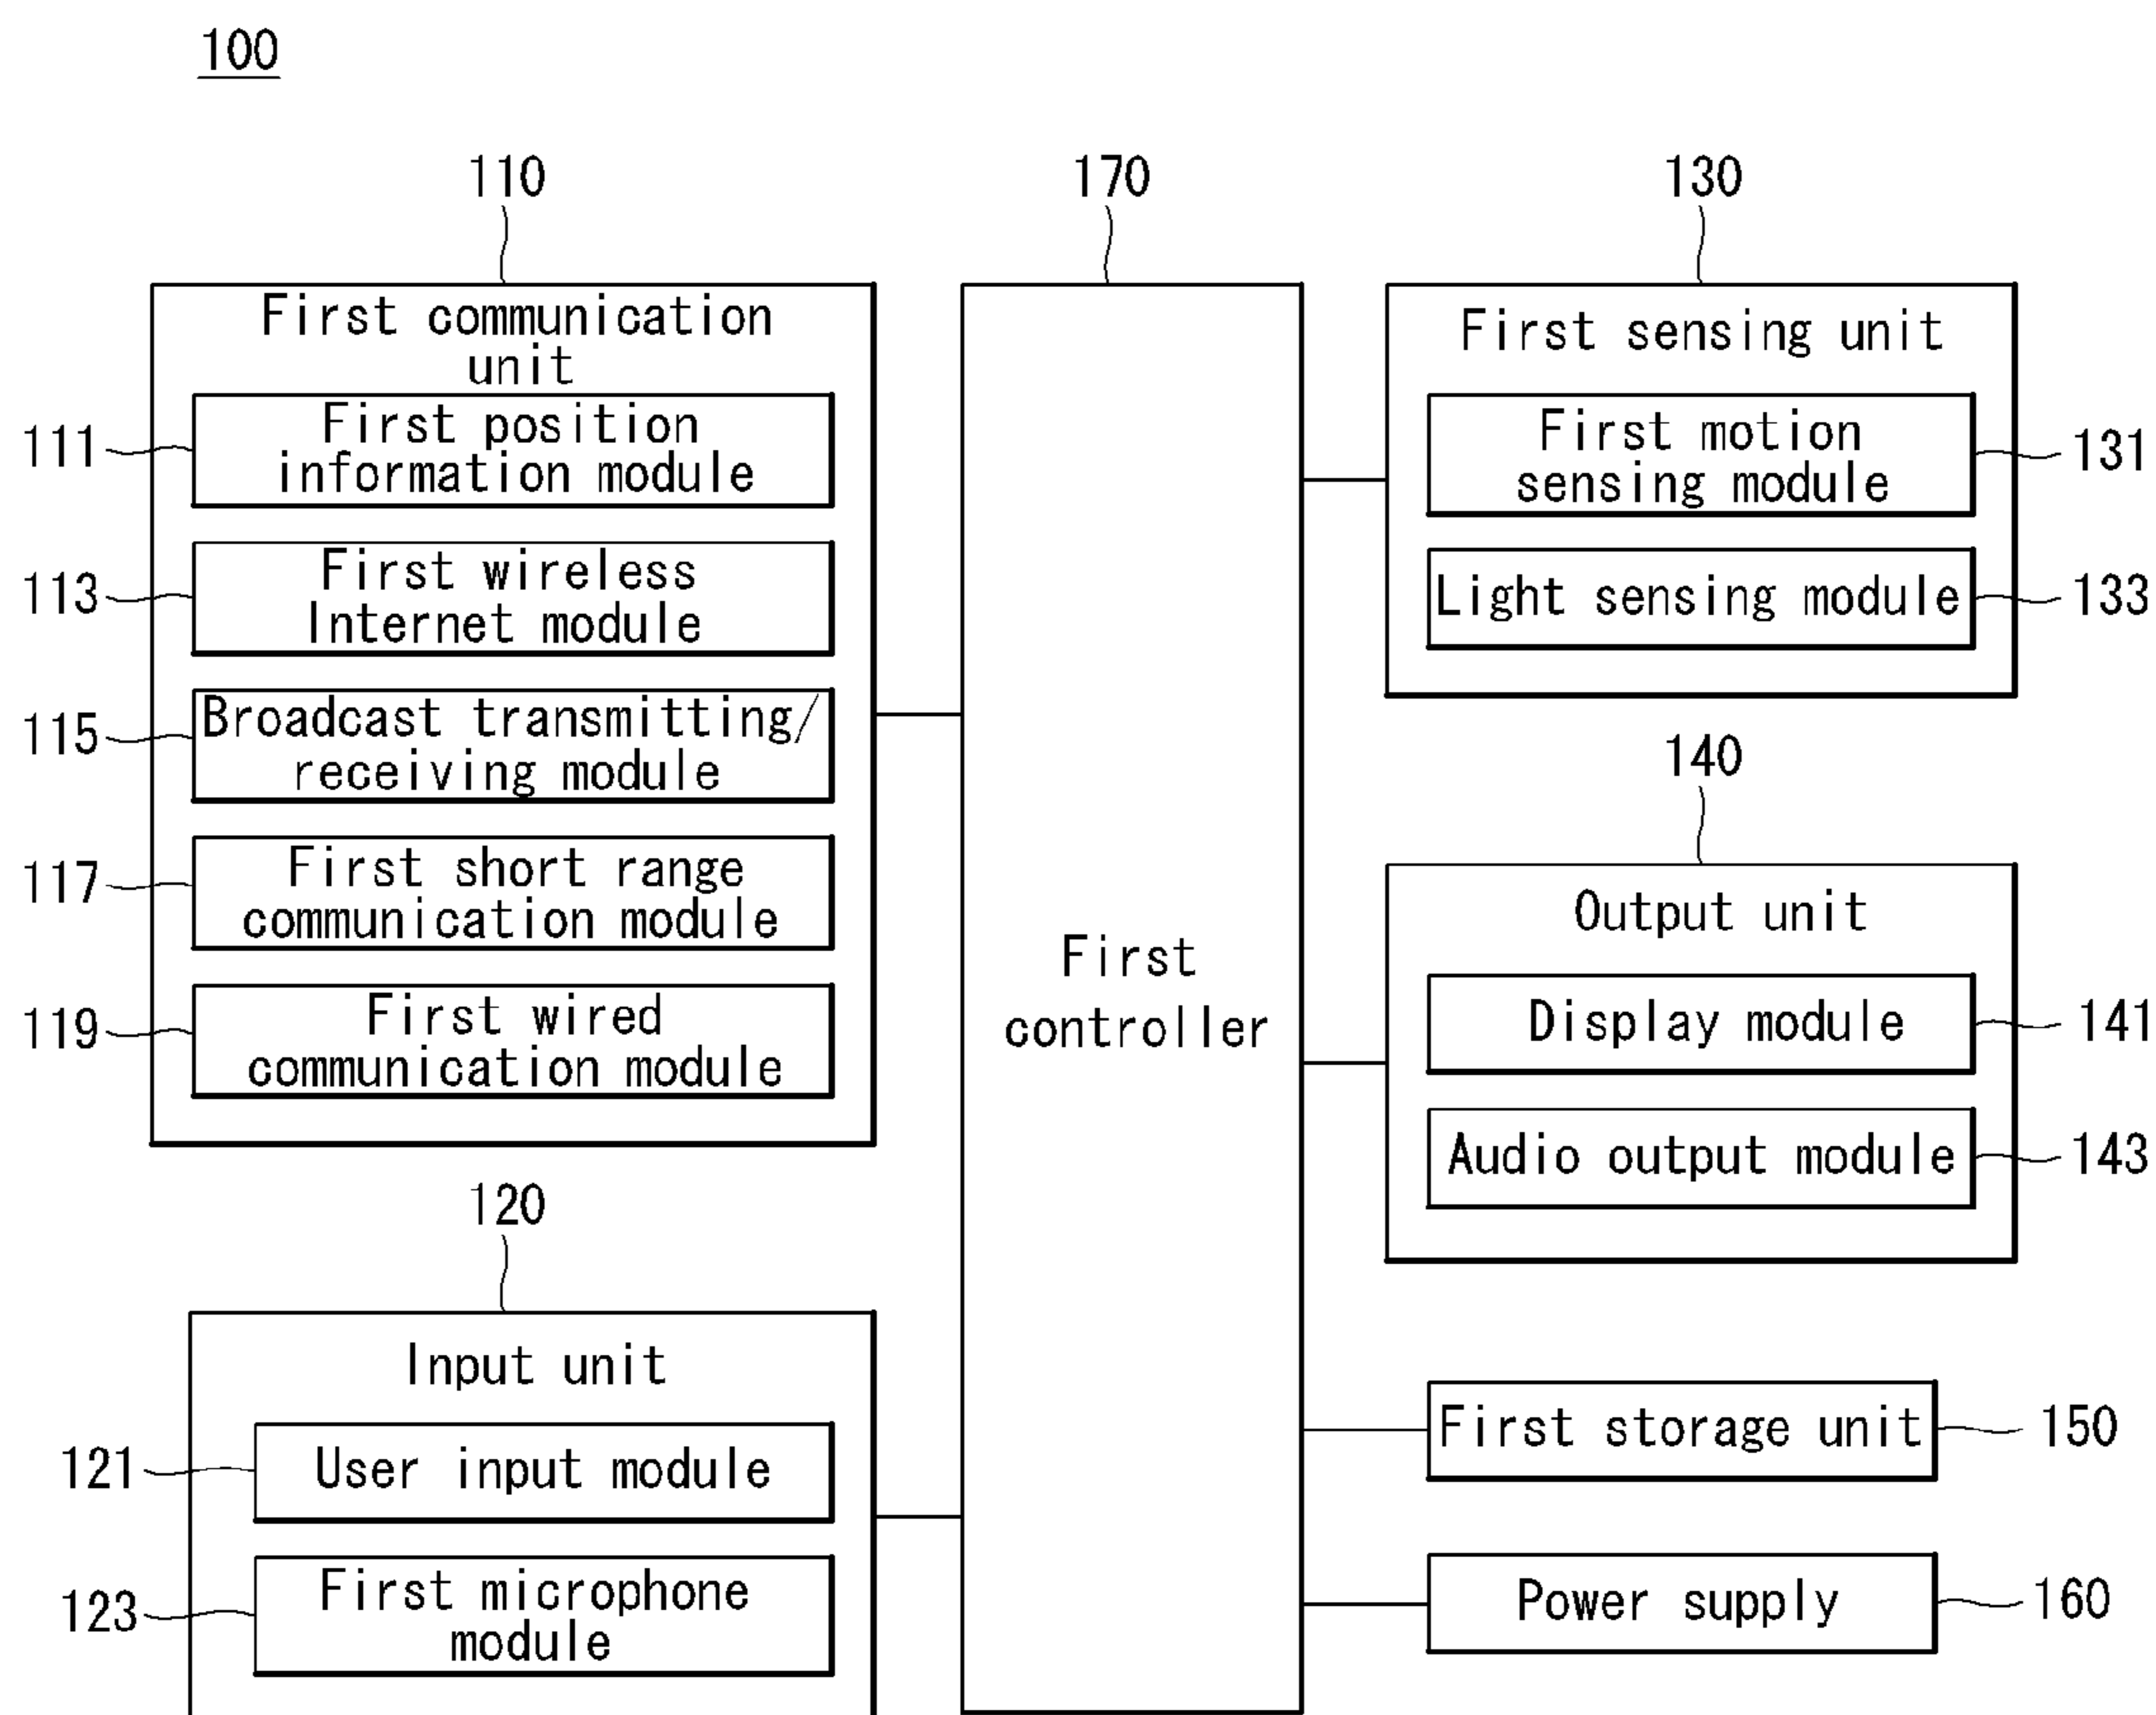 100
110
First communication
unit
111
First position
information module
113
First wireless
Internet module
115
Broadcast transmitting/
receiving module
117
First short range
communication module
119
First wired
communication module
120
Input unit
121
User input module
123
First microphone
module
170
First
controller
130
First sensing unit
First motion
sensing module
131
Light sensing module
133
140
Output unit
Display module
141
Audio output module
143
First storage unit
150
Power supply
160